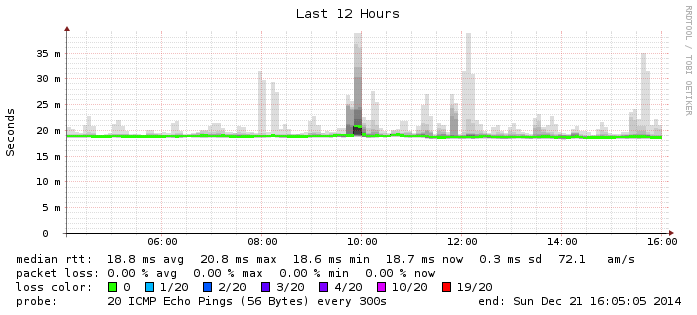 Last 12 Hours
RRDTOOL / TOBI OETIKER
Seconds
35 m
30 m
25 m
20 m
15 m
10 m
5 m
0
06:00 08:00 10:00 12:00 14:00 16:00
median rtt: 18.8 ms avg 20.8 ms max 18.6 ms min 18.7 ms now 0.3 ms sd 72.1 am/s
packet loss: 0.00 % avg 0.00 % max 0.00 % min 0.00 % now
loss color: 0 1/20 2/20 3/20 4/20 10/20 19/20
probe: 20 ICMP Echo Pings (56 Bytes) every 300s end: Sun Dec 21 16:05:05 2014